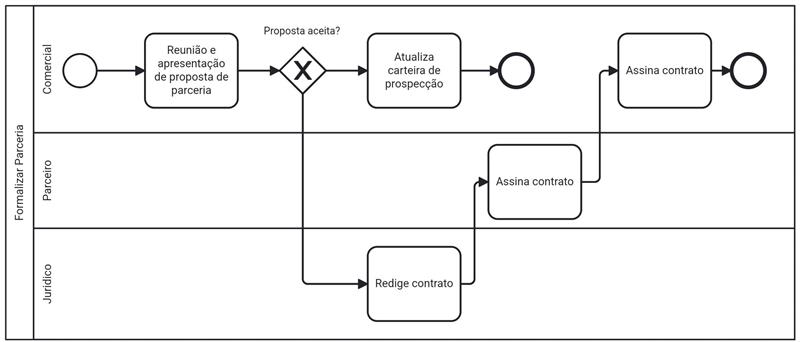 Formalizar Parceria
Comercial
Reunião e
apresentação
de proposta de
parceria
Proposta aceita?
X
Atualiza
carteira de
prospecção
Assina contrato
Parceiro
Assina contrato
Jurídico
Redige contrato